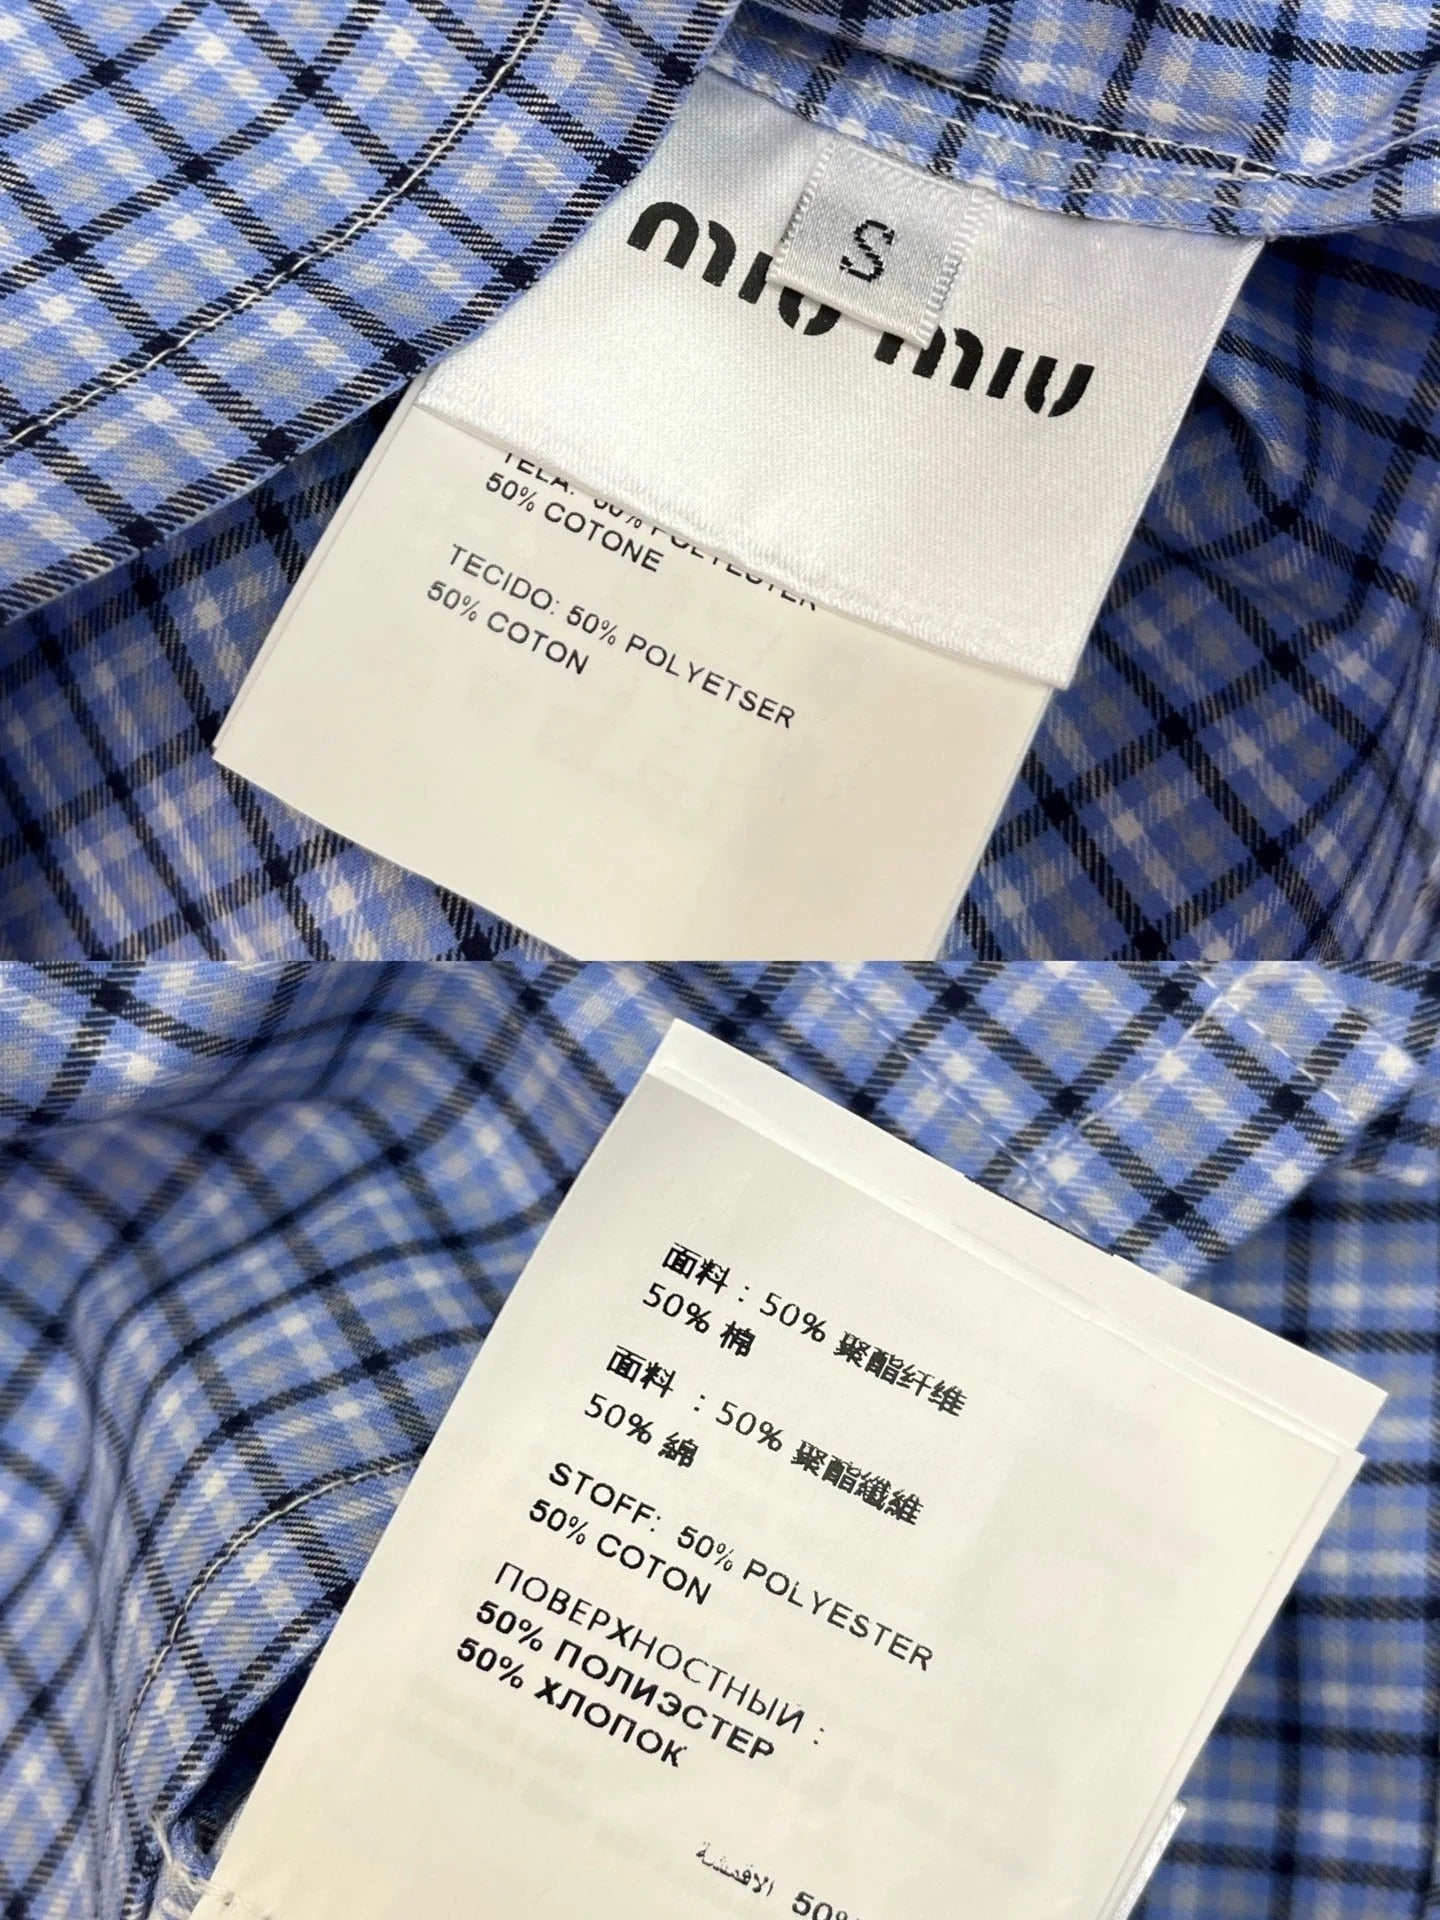 S
miu miu
TELA: 50% POLYESTER
50% COTONE
TECIDO: 50% POLYETSER
50% COTON
面料 : 50% 聚酯纤维
50% 棉
面料 : 50% 聚酯纖維
50% 綿
STOFF: 50% POLYESTER
50% COTON
ПОВЕРХНОСТНЫЙ :
50% ПОЛИЭСТЕР
50% ХЛОПОК
الاقمشة 50%